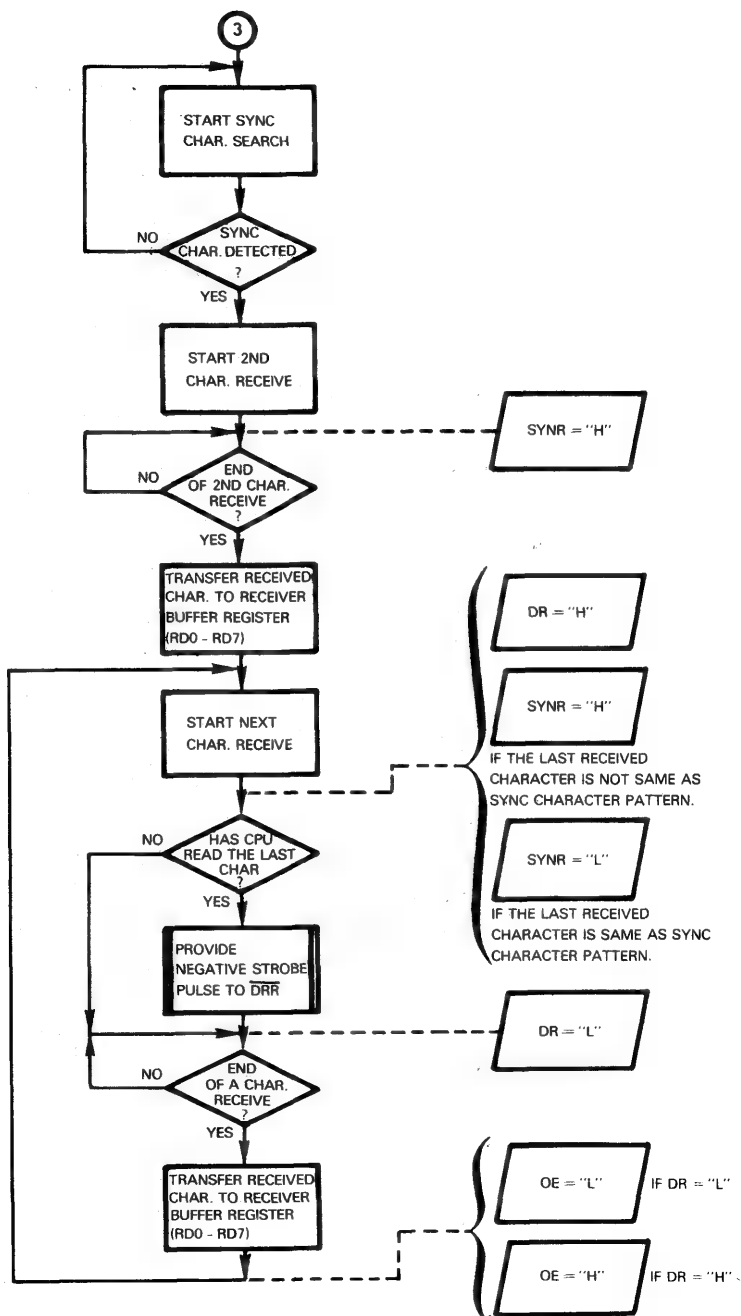 3
START SYNC
CHAR. SEARCH
NO
SYNC
CHAR. DETECTED
?
YES
START 2ND
CHAR. RECEIVE
SYNR = "H"
NO
END
OF 2ND CHAR.
RECEIVE
?
YES
TRANSFER RECEIVED
CHAR. TO RECEIVER
BUFFER REGISTER
(RD0 - RD7)
DR = "H"
START NEXT
CHAR. RECEIVE
SYNR = "H"
IF THE LAST RECEIVED
CHARACTER IS NOT SAME AS
SYNC CHARACTER PATTERN.
NO
HAS CPU
READ THE LAST
CHAR
?
YES
SYNR = "L"
IF THE LAST RECEIVED
CHARACTER IS SAME AS SYNC
CHARACTER PATTERN.
PROVIDE
NEGATIVE STROBE
PULSE TO D̅R̅R̅
DR = "L"
NO
END
OF A CHAR.
RECEIVE
?
YES
TRANSFER RECEIVED
CHAR. TO RECEIVER
BUFFER REGISTER
(RD0 - RD7)
OE = "L" IF DR = "L"
OE = "H" IF DR = "H"